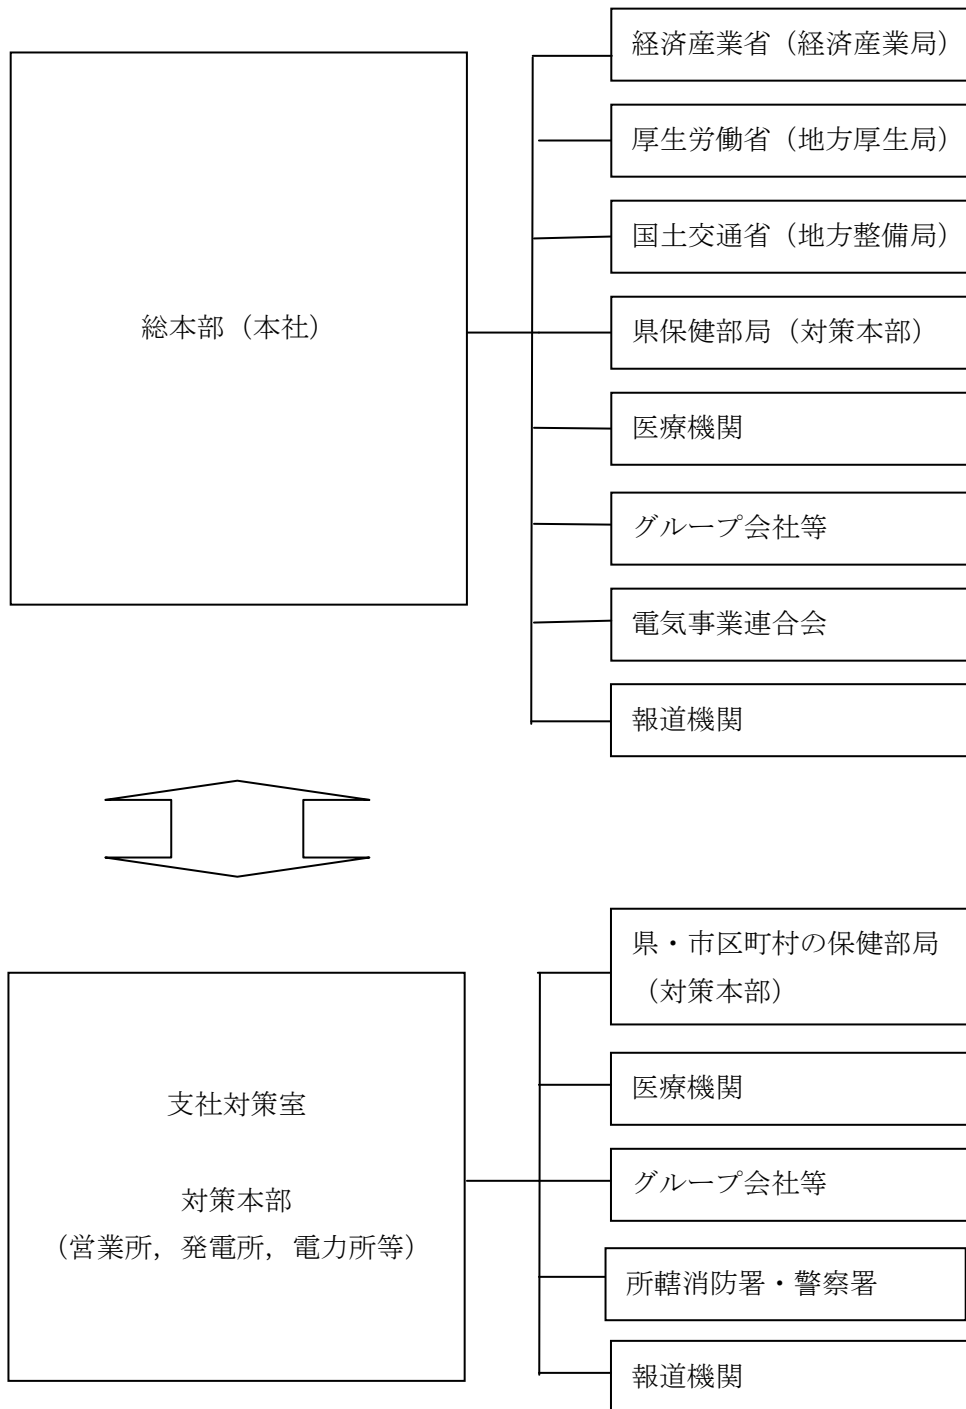 経済産業省（経済産業局）
厚生労働省（地方厚生局）
国土交通省（地方整備局）
総本部（本社）
県保健部局（対策本部）
医療機関
グループ会社等
電気事業連合会
報道機関
県・市区町村の保健部局
（対策本部）
支社対策室
対策本部
（営業所，発電所，電力所等）
医療機関
グループ会社等
所轄消防署・警察署
報道機関